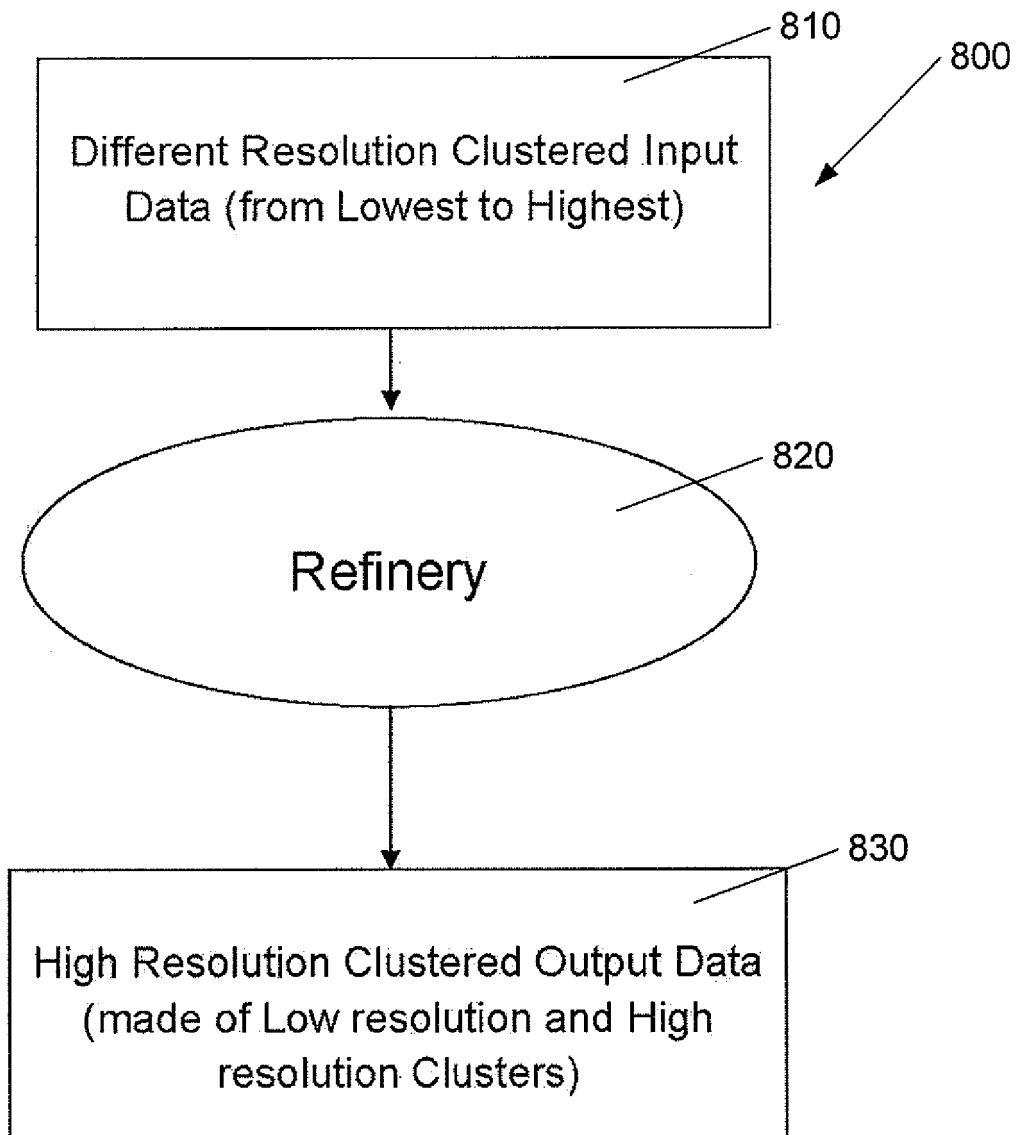 810
800
Different Resolution Clustered Input
Data (from Lowest to Highest)
820
Refinery
830
High Resolution Clustered Output Data
(made of Low resolution and High
resolution Clusters)